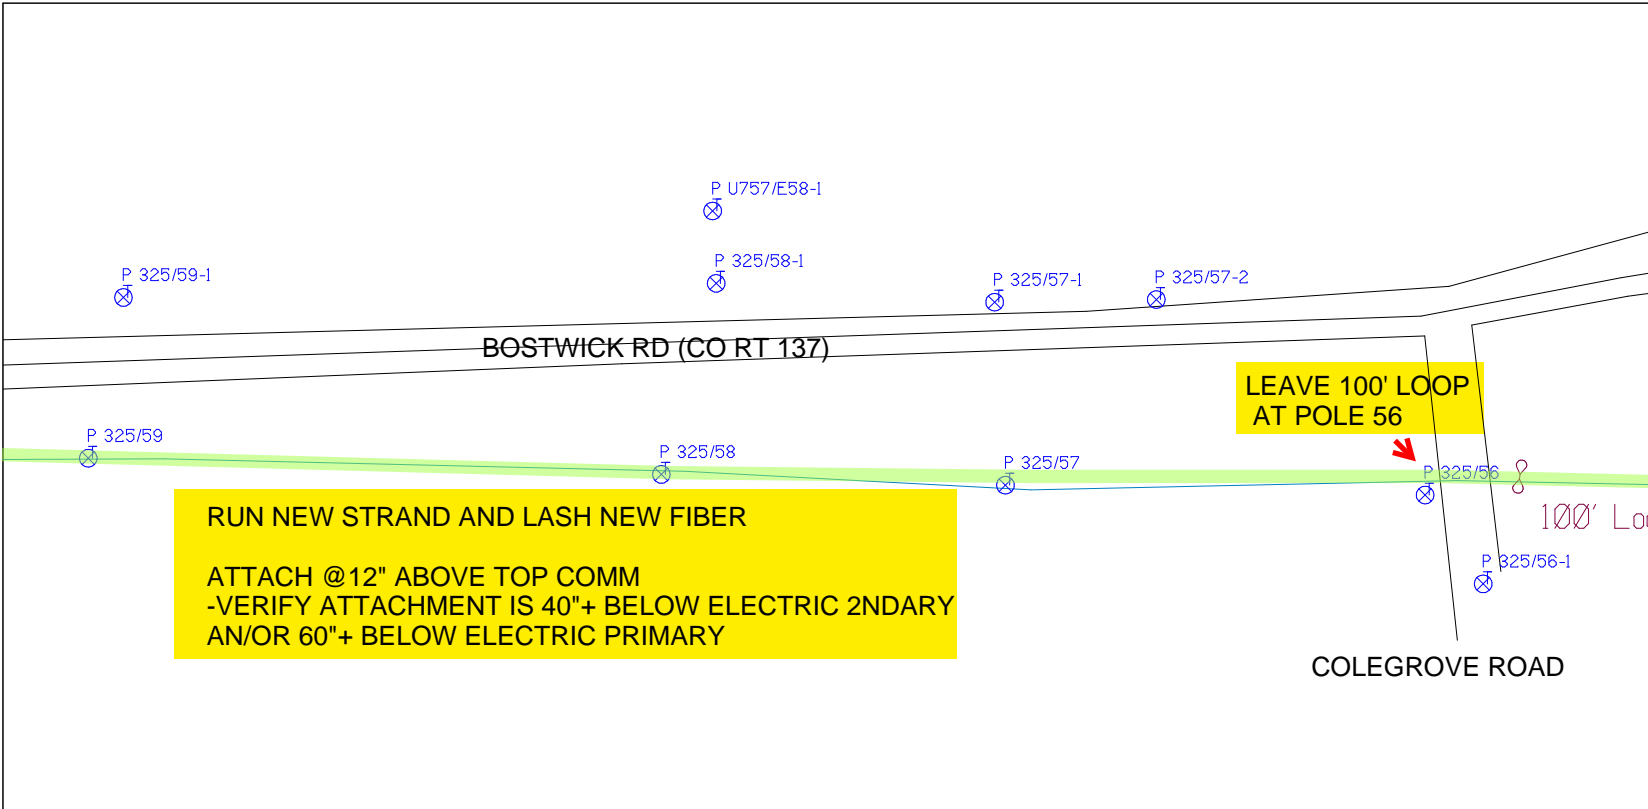 P U757/E58-1
P 325/59-1
P 325/58-1
P 325/57-1
P 325/57-2
BOSTWICK RD (CO RT 137)
LEAVE 100' LOOP
AT POLE 56
P 325/59
P 325/58
P 325/57
P 325/56
100' Loo
RUN NEW STRAND AND LASH NEW FIBER
ATTACH @12" ABOVE TOP COMM
-VERIFY ATTACHMENT IS 40"+ BELOW ELECTRIC 2NDARY
AN/OR 60"+ BELOW ELECTRIC PRIMARY
P 325/56-1
COLEGROVE ROAD